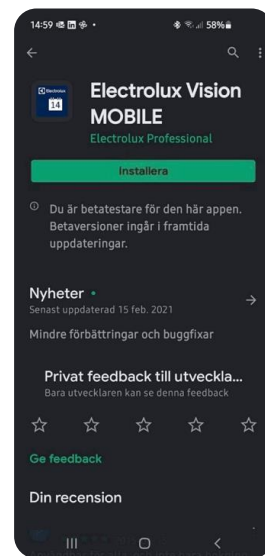 14:59 58%
Electrolux
14
Electrolux Vision
MOBILE
Electrolux Professional
Installera
Du är betatestare för den här appen.
Betaversioner ingår i framtida
uppdateringar.
Nyheter
Senast uppdaterad 15 feb. 2021
Mindre förbättringar och buggfixar
Privat feedback till utveckla...
Bara utvecklaren kan se denna feedback
Ge feedback
Din recension